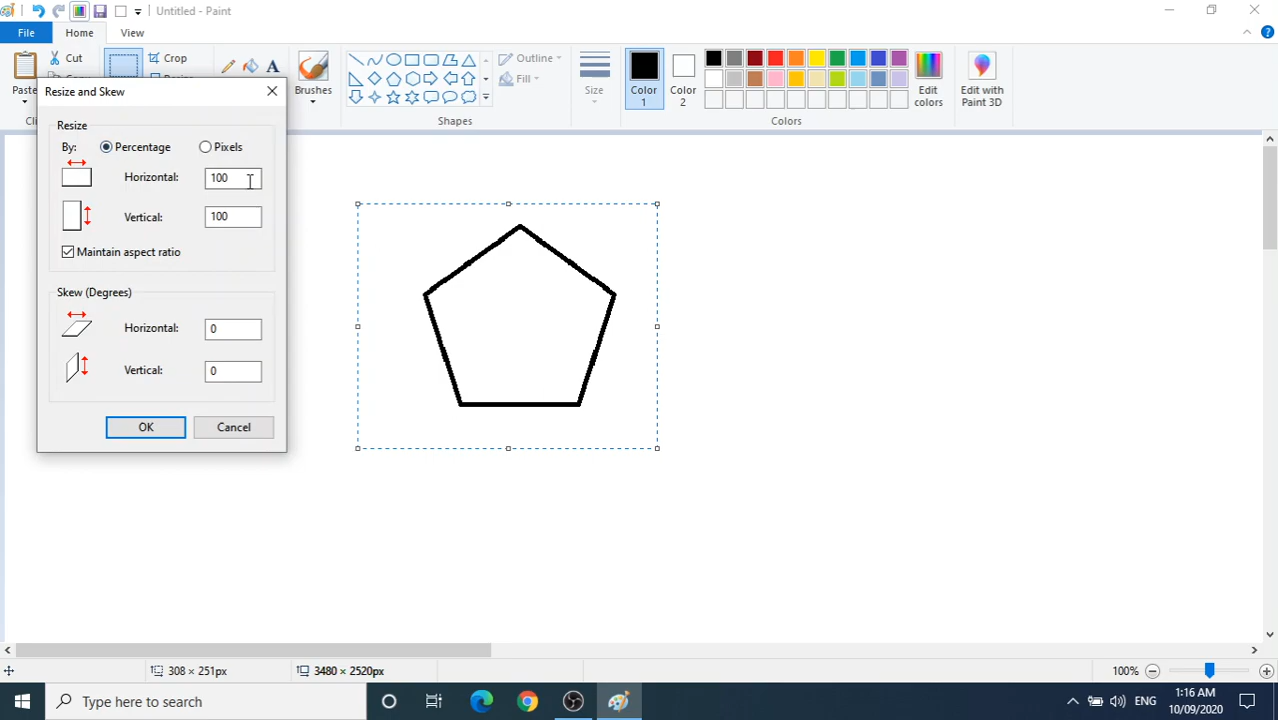 Untitled - Paint
File
Home
View
Paste
Cut
Crop
Brushes
Shapes
Outline
Fill
Size
Color 1
Color 2
Edit colors
Colors
Edit with Paint 3D
Resize and Skew
Resize
By:
Percentage
Pixels
Horizontal:
100
Vertical:
100
Maintain aspect ratio
Skew (Degrees)
Horizontal:
0
Vertical:
0
OK
Cancel
308 × 251px
3480 × 2520px
100%
Type here to search
ENG
1:16 AM
10/09/2020